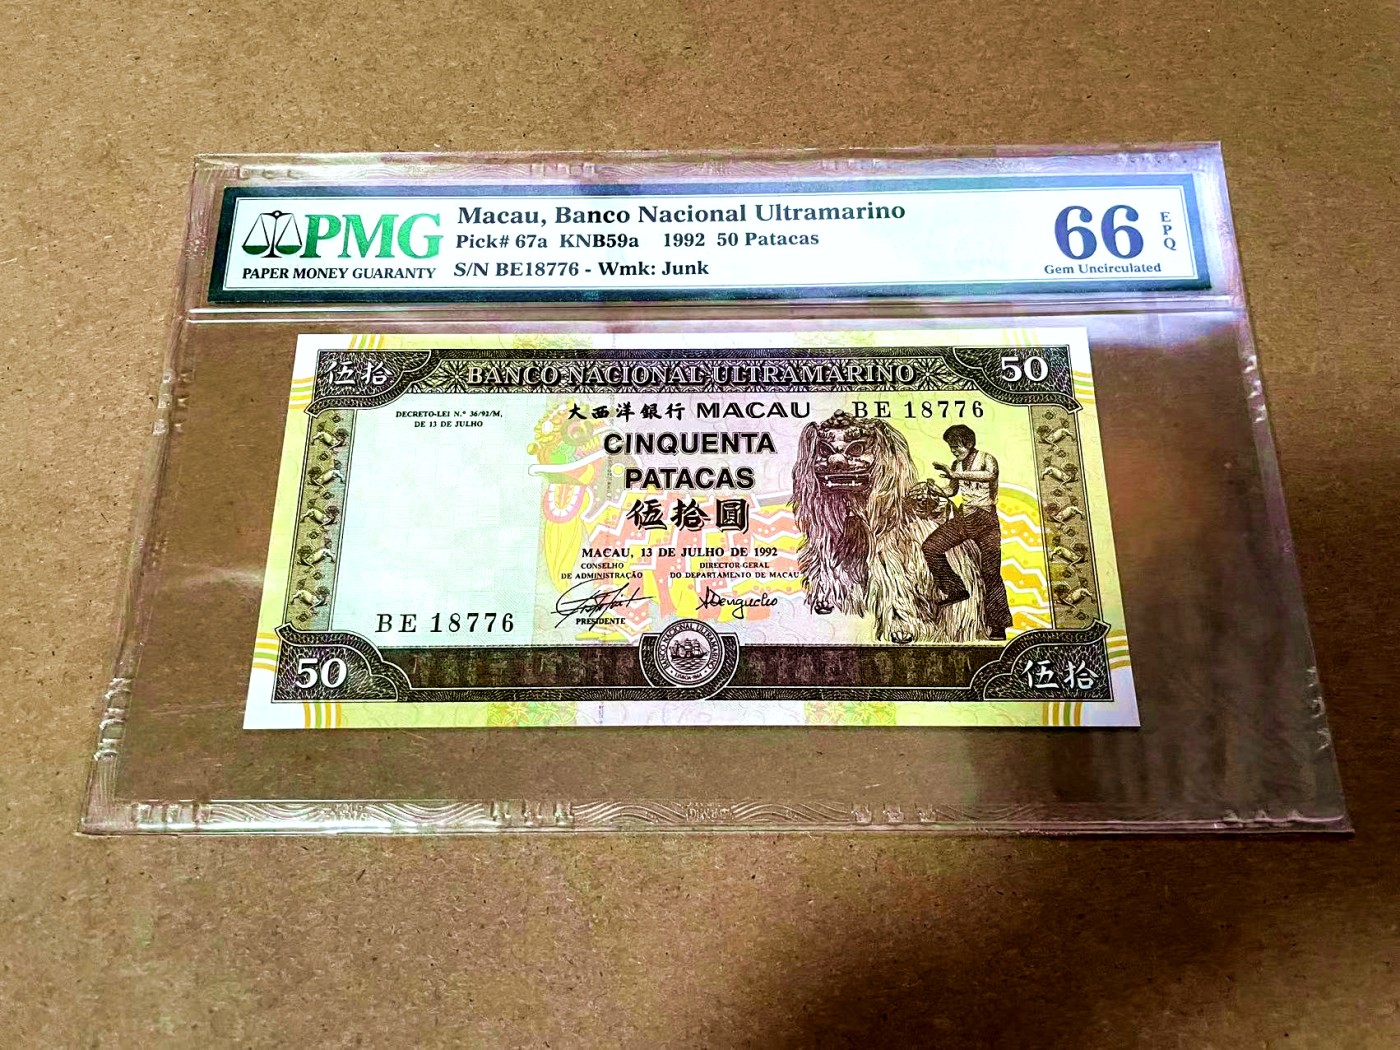 PMG
PAPER MONEY GUARANTY
Macau, Banco Nacional Ultramarino
Pick# 67a KNB59a 1992 50 Patacas
S/N BE18776 - Wmk: Junk
66
EPQ
Gem Uncirculated
伍拾
BANCO NACIONAL ULTRAMARINO
50
DECRETO-LEI N.º 36/92/M,
DE 13 DE JULHO
大西洋銀行 MACAU
BE 18776
CINQUENTA
PATACAS
伍拾圓
MACAU, 13 DE JULHO DE 1992
CONSELHO
DE ADMINISTRAÇÃO
DIRECTOR-GERAL
DO DEPARTAMENTO DE MACAU
PRESIDENTE
BE 18776
BANCO NACIONAL ULTRAMARINO
50
伍拾